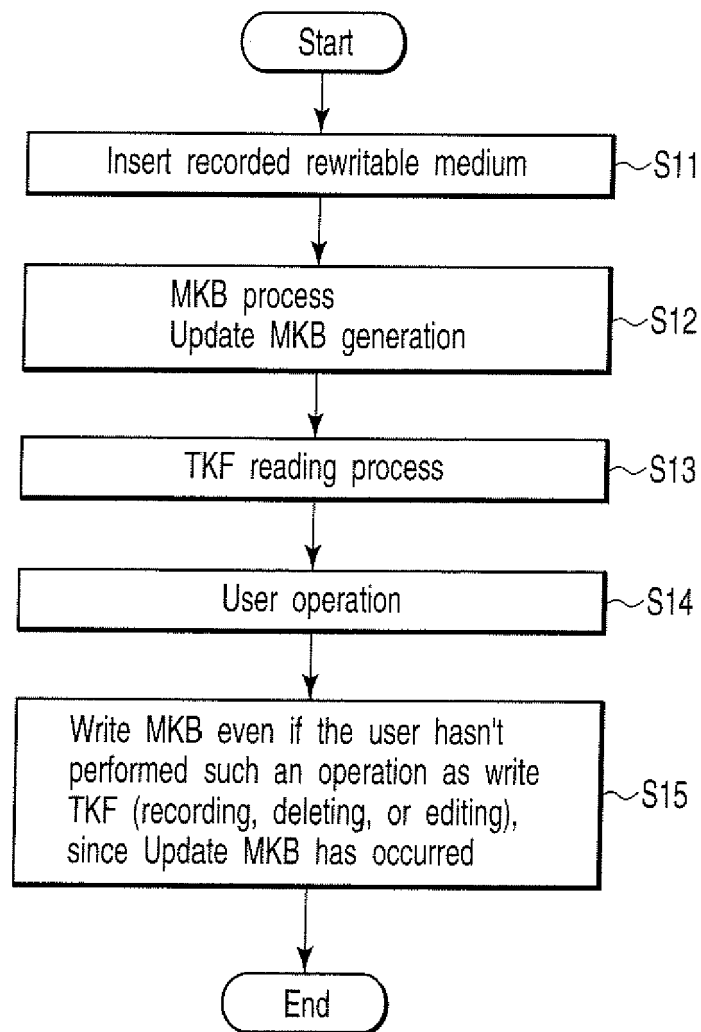 Start
Insert recorded rewritable medium
S11
MKB process
Update MKB generation
S12
TKF reading process
S13
User operation
S14
Write MKB even if the user hasn't
performed such an operation as write
TKF (recording, deleting, or editing),
since Update MKB has occurred
S15
End